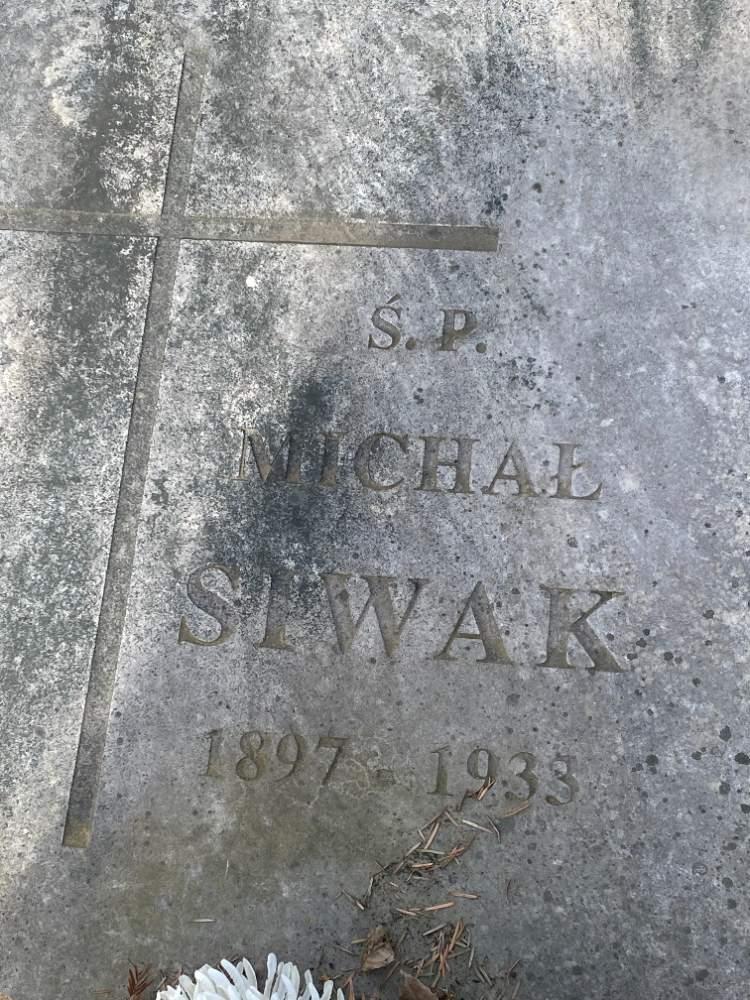 Ś. P.
MICHAŁ
SIWAK
1897 - 1933